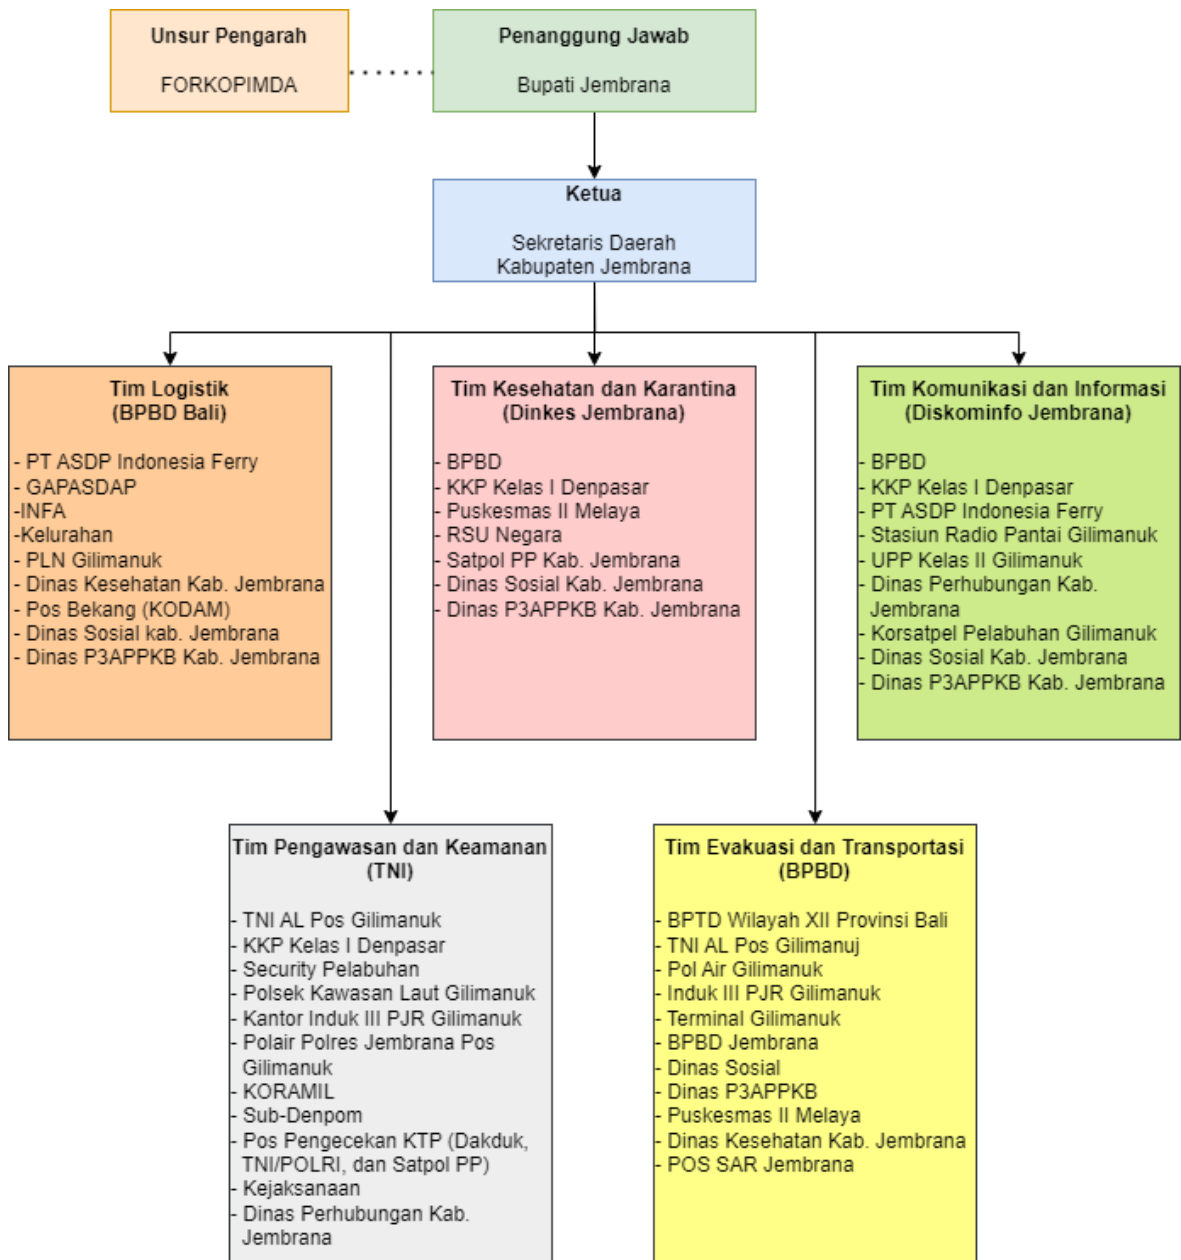 Unsur Pengarah
FORKOPIMDA
Penanggung Jawab
Bupati Jembrana
Ketua
Sekretaris Daerah
Kabupaten Jembrana
Tim Logistik
(BPBD Bali)
- PT ASDP Indonesia Ferry
- GAPASDAP
-INFA
-Kelurahan
- PLN Gilimanuk
- Dinas Kesehatan Kab. Jembrana
- Pos Bekang (KODAM)
- Dinas Sosial kab. Jembrana
- Dinas P3APPKB Kab. Jembrana
Tim Kesehatan dan Karantina
(Dinkes Jembrana)
- BPBD
- KKP Kelas I Denpasar
- Puskesmas II Melaya
- RSU Negara
- Satpol PP Kab. Jembrana
- Dinas Sosial Kab. Jembrana
- Dinas P3APPKB Kab. Jembrana
Tim Komunikasi dan Informasi
(Diskominfo Jembrana)
- BPBD
- KKP Kelas I Denpasar
- PT ASDP Indonesia Ferry
- Stasiun Radio Pantai Gilimanuk
- UPP Kelas II Gilimanuk
- Dinas Perhubungan Kab.
Jembrana
- Korsatpel Pelabuhan Gilimanuk
- Dinas Sosial Kab. Jembrana
- Dinas P3APPKB Kab. Jembrana
Tim Pengawasan dan Keamanan
(TNI)
- TNI AL Pos Gilimanuk
- KKP Kelas I Denpasar
- Security Pelabuhan
- Polsek Kawasan Laut Gilimanuk
- Kantor Induk III PJR Gilimanuk
- Polair Polres Jembrana Pos
Gilimanuk
- KORAMIL
- Sub-Denpom
- Pos Pengecekan KTP (Dakduk,
TNI/POLRI, dan Satpol PP)
- Kejaksanaan
- Dinas Perhubungan Kab.
Jembrana
Tim Evakuasi dan Transportasi
(BPBD)
- BPTD Wilayah XII Provinsi Bali
- TNI AL Pos Gilimanuj
- Pol Air Gilimanuk
- Induk III PJR Gilimanuk
- Terminal Gilimanuk
- BPBD Jembrana
- Dinas Sosial
- Dinas P3APPKB
- Puskesmas II Melaya
- Dinas Kesehatan Kab. Jembrana
- POS SAR Jembrana